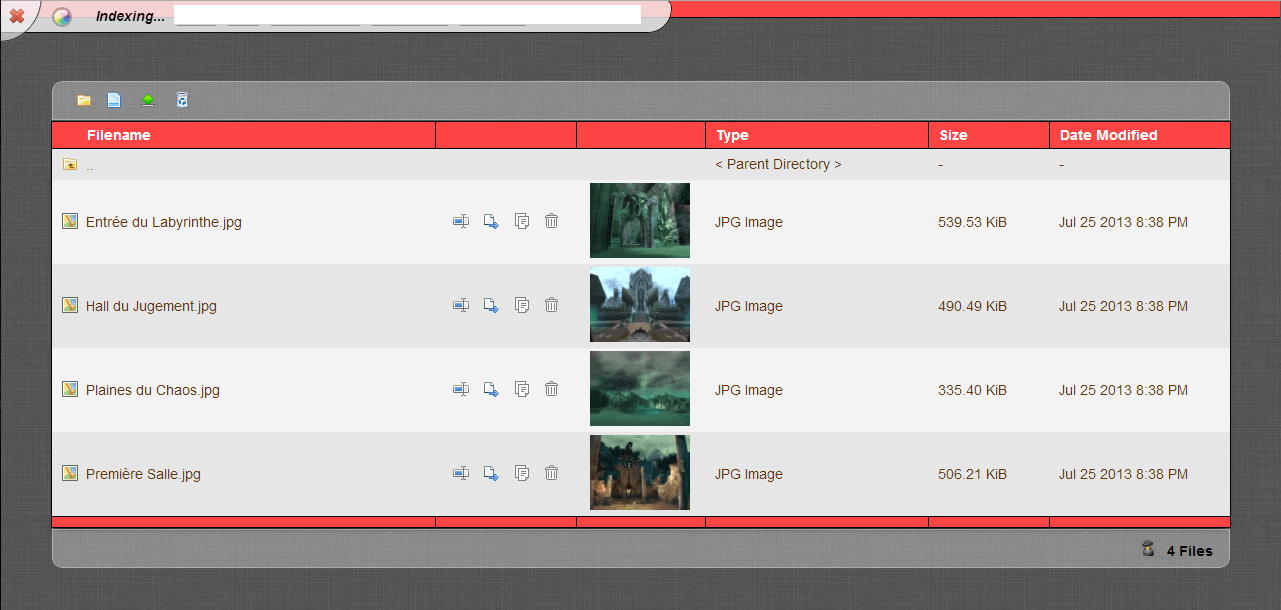 Indexing...
Filename Type Size Date Modified
.. < Parent Directory > - -
Entrée du Labyrinthe.jpg JPG Image 539.53 KiB Jul 25 2013 8:38 PM
Hall du Jugement.jpg JPG Image 490.49 KiB Jul 25 2013 8:38 PM
Plaines du Chaos.jpg JPG Image 335.40 KiB Jul 25 2013 8:38 PM
Première Salle.jpg JPG Image 506.21 KiB Jul 25 2013 8:38 PM
4 Files